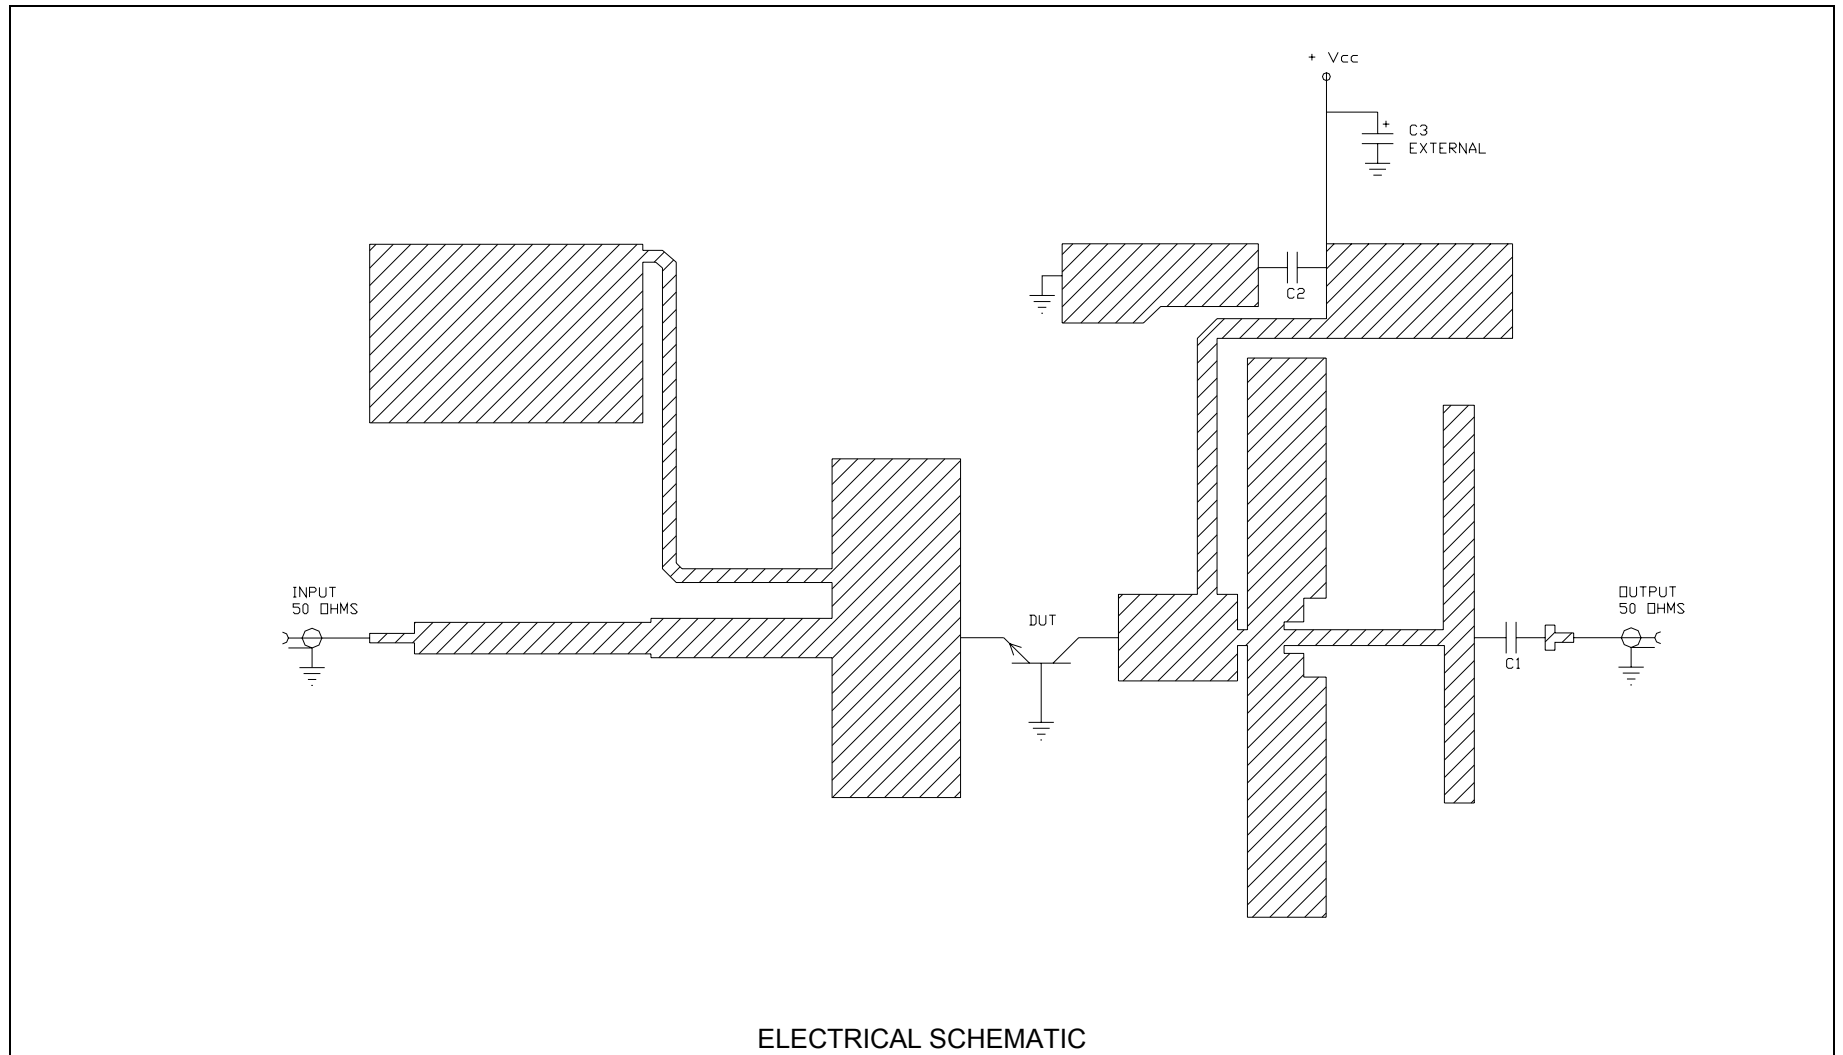 + Vcc
+
C3
EXTERNAL
C2
INPUT
50 OHMS
DUT
OUTPUT
50 OHMS
C1
ELECTRICAL SCHEMATIC